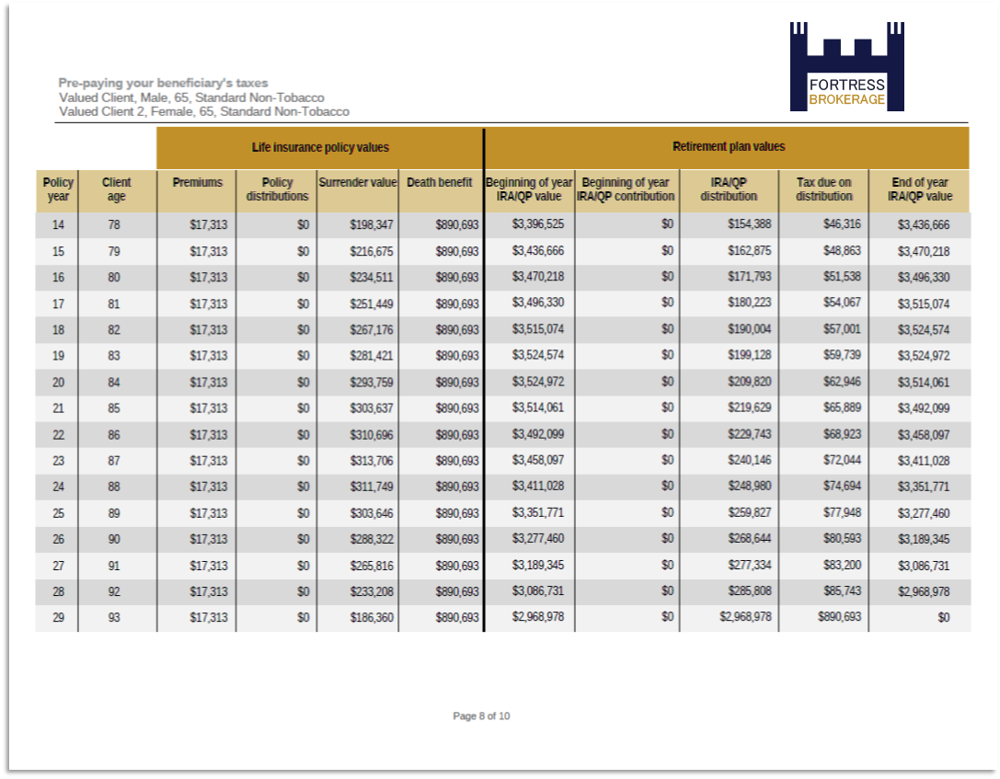 FORTRESS
BROKERAGE
Pre-paying your beneficiary's taxes
Valued Client, Male, 65, Standard Non-Tobacco
Valued Client 2, Female, 65, Standard Non-Tobacco
Life insurance policy values Retirement plan values
Policy year Client age Premiums Policy distributions Surrender value Death benefit Beginning of year IRA/QP value Beginning of year IRA/QP contribution IRA/QP distribution Tax due on distribution End of year IRA/QP value
14 78 $17,313 $0 $198,347 $890,693 $3,396,525 $0 $154,388 $46,316 $3,436,666
15 79 $17,313 $0 $216,675 $890,693 $3,436,666 $0 $162,875 $48,863 $3,470,218
16 80 $17,313 $0 $234,511 $890,693 $3,470,218 $0 $171,793 $51,538 $3,496,330
17 81 $17,313 $0 $251,449 $890,693 $3,496,330 $0 $180,223 $54,067 $3,515,074
18 82 $17,313 $0 $267,176 $890,693 $3,515,074 $0 $190,004 $57,001 $3,524,574
19 83 $17,313 $0 $281,421 $890,693 $3,524,574 $0 $199,128 $59,739 $3,524,972
20 84 $17,313 $0 $293,759 $890,693 $3,524,972 $0 $209,820 $62,946 $3,514,061
21 85 $17,313 $0 $303,637 $890,693 $3,514,061 $0 $219,629 $65,889 $3,492,099
22 86 $17,313 $0 $310,696 $890,693 $3,492,099 $0 $229,743 $68,923 $3,458,097
23 87 $17,313 $0 $313,706 $890,693 $3,458,097 $0 $240,146 $72,044 $3,411,028
24 88 $17,313 $0 $311,749 $890,693 $3,411,028 $0 $248,980 $74,694 $3,351,771
25 89 $17,313 $0 $303,646 $890,693 $3,351,771 $0 $259,827 $77,948 $3,277,460
26 90 $17,313 $0 $288,322 $890,693 $3,277,460 $0 $268,644 $80,593 $3,189,345
27 91 $17,313 $0 $265,816 $890,693 $3,189,345 $0 $277,334 $83,200 $3,086,731
28 92 $17,313 $0 $233,208 $890,693 $3,086,731 $0 $285,808 $85,743 $2,968,978
29 93 $17,313 $0 $186,360 $890,693 $2,968,978 $0 $2,968,978 $890,693 $0
Page 8 of 10